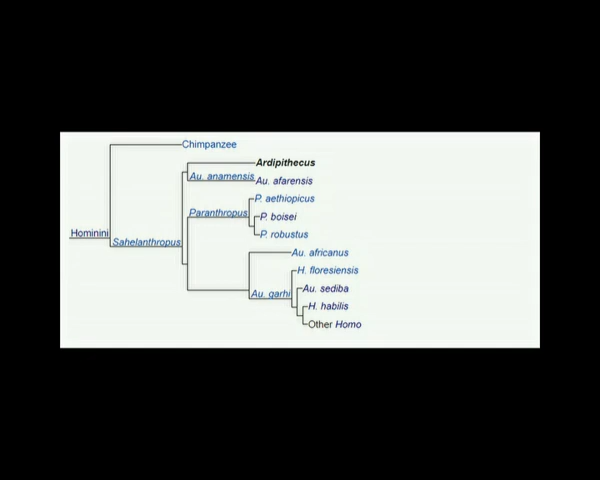 Chimpanzee
Ardipithecus
Au. anamensis
Au. afarensis
P. aethiopicus
Paranthropus
P. boisei
Hominini
P. robustus
Sahelanthropus
Au. africanus
H. floresiensis
Au. sediba
Au. garhi
H. habilis
Other Homo